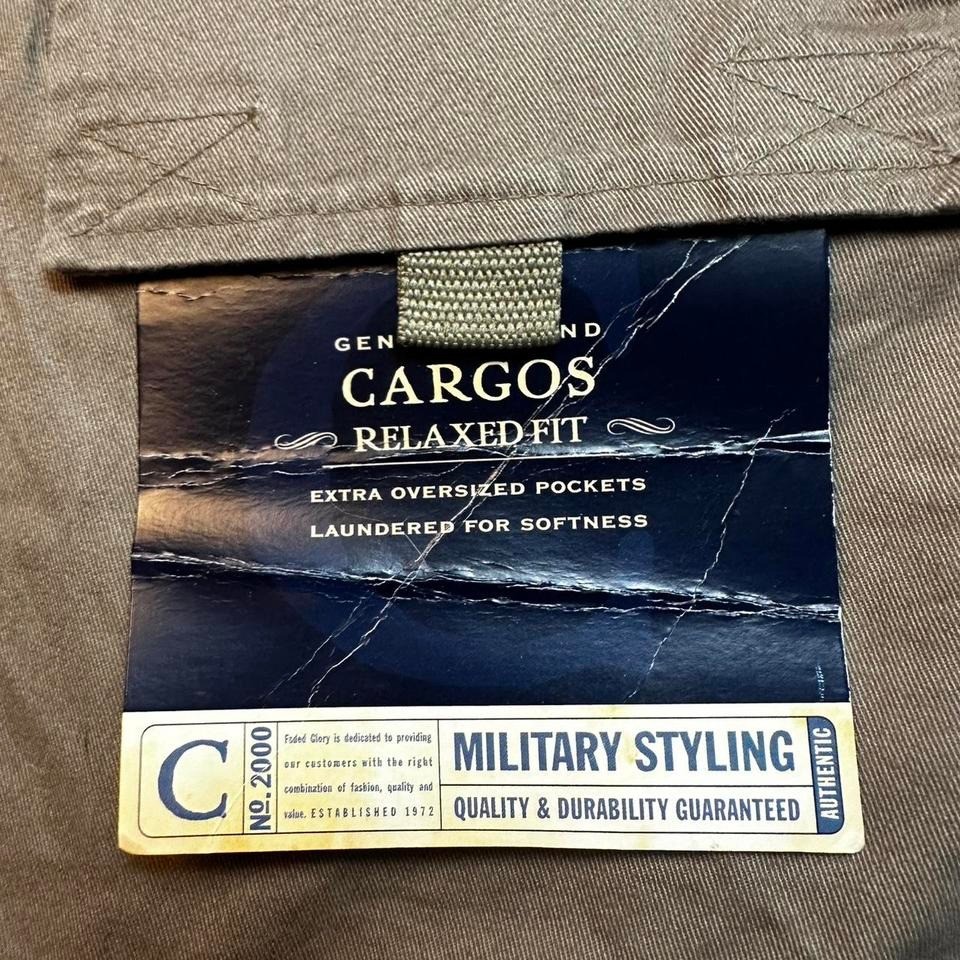 GEN ND
CARGOS
RELAXED FIT
EXTRA OVERSIZED POCKETS
LAUNDERED FOR SOFTNESS
C
No. 2000
Faded Glory is dedicated to providing
our customers with the right
combination of fashion, quality and
value. ESTABLISHED 1972
MILITARY STYLING
QUALITY & DURABILITY GUARANTEED
AUTHENTIC